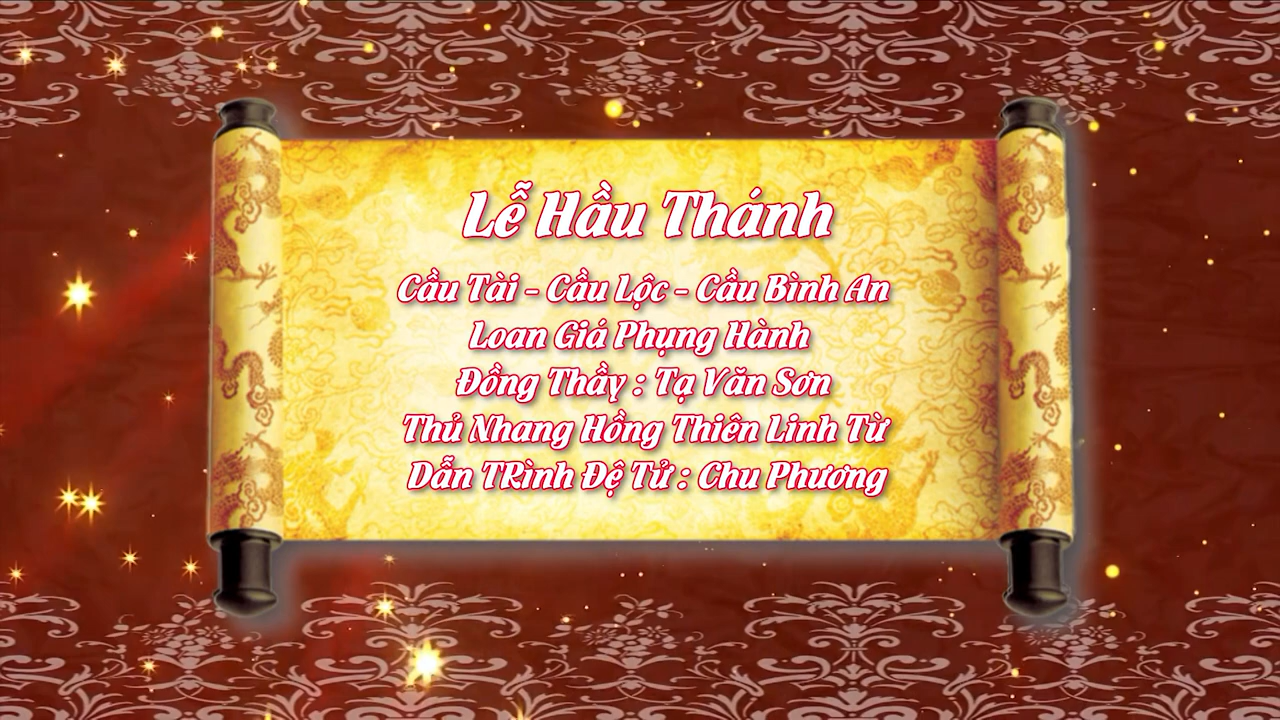 Lễ Hầu Thánh
Cầu Tài - Cầu Lộc - Cầu Bình An
Loan Giá Phụng Hành
Đồng Thầy : Tạ Văn Sơn
Thủ Nhang Hồng Thiên Linh Từ
Dẫn TRình Đệ Tử : Chu Phương